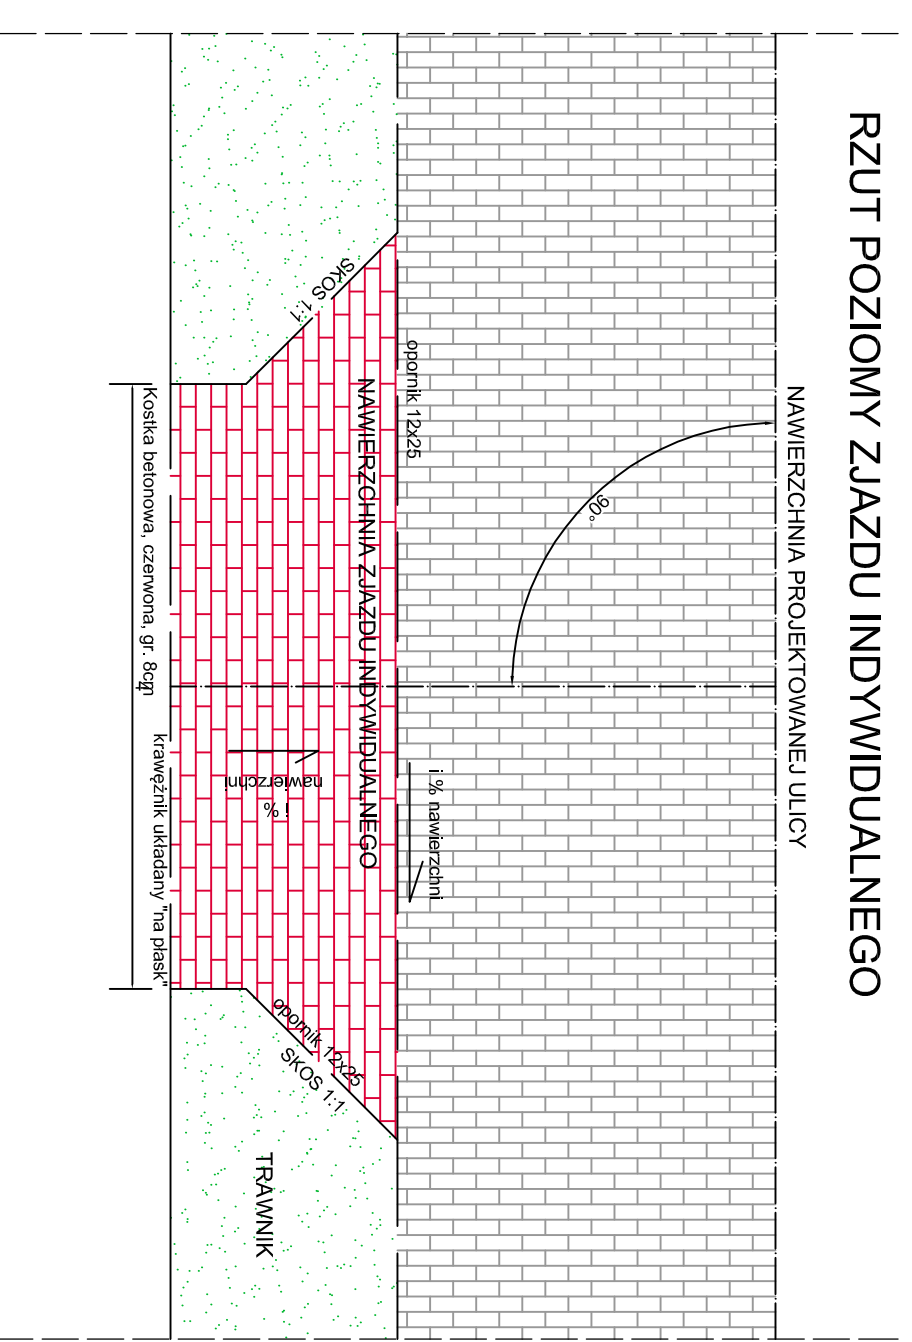 RZUT POZIOMY ZJAZDU INDYWIDUALNEGO
NAWIERZCHNIA PROJEKTOWANEJ ULICY
90°
i % nawierzchni
opornik 12x25
NAWIERZCHNIA ZJAZDU INDYWIDUALNEGO
SKOS 1:1
i %
nawierzchni
opornik 12x25
SKOS 1:1
TRAWNIK
krawężnik układany "na płask"
Kostka betonowa, czerwona, gr. 8cm
4